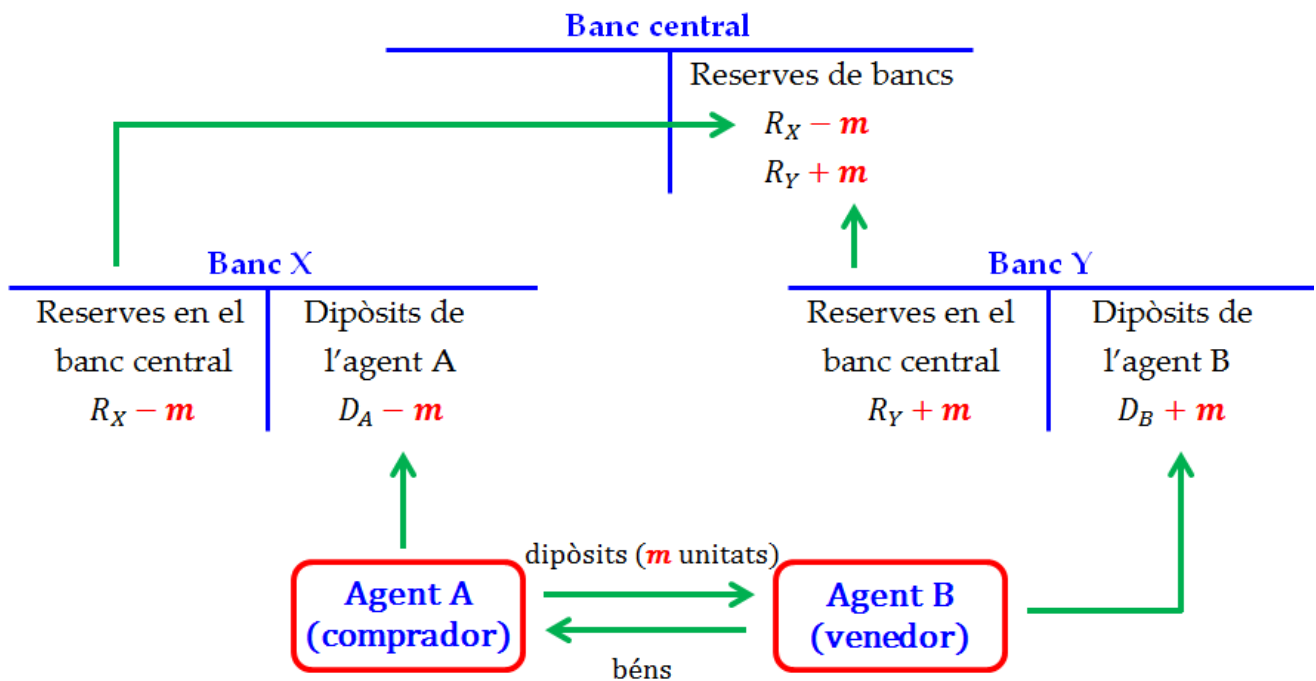 Banc central
Reserves de bancs
R_X − m
R_Y + m
Banc X
Reserves en el
banc central
R_X − m
Dipòsits de
l'agent A
D_A − m
Banc Y
Reserves en el
banc central
R_Y + m
Dipòsits de
l'agent B
D_B + m
dipòsits (m unitats)
Agent A
(comprador)
Agent B
(venedor)
béns